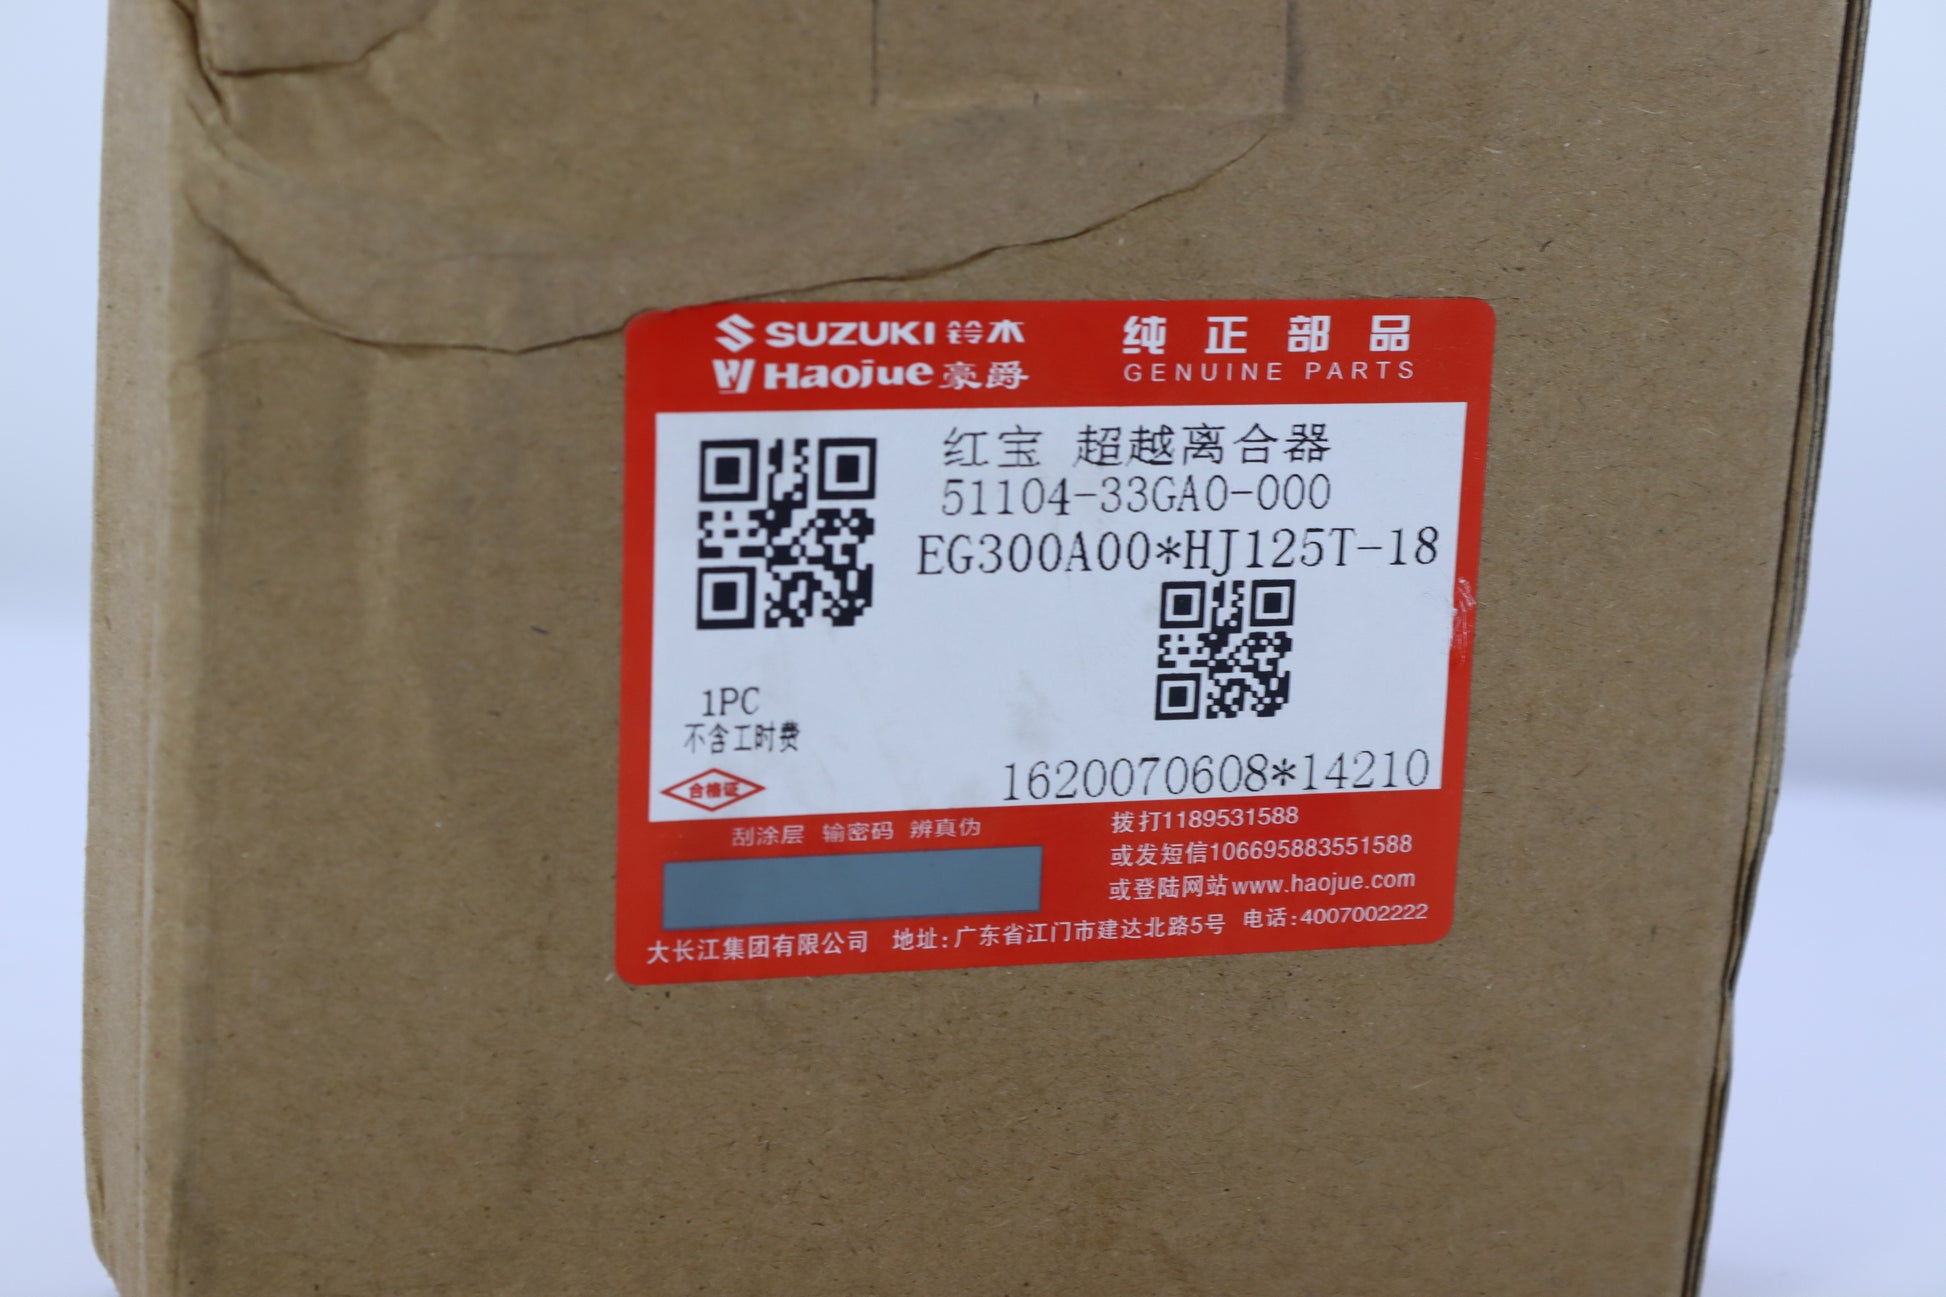 SUZUKI 铃木
Haojue 豪爵
纯正部品
GENUINE PARTS
红宝 超越离合器
51104-33GA0-000
EG300A00*HJ125T-18
1PC
不含工时费
合格证
1620070608*14210
刮涂层 输密码 辨真伪
拨打1189531588
或发短信106695883551588
或登陆网站www.haojue.com
大长江集团有限公司 地址:广东省江门市建达北路5号 电话:4007002222